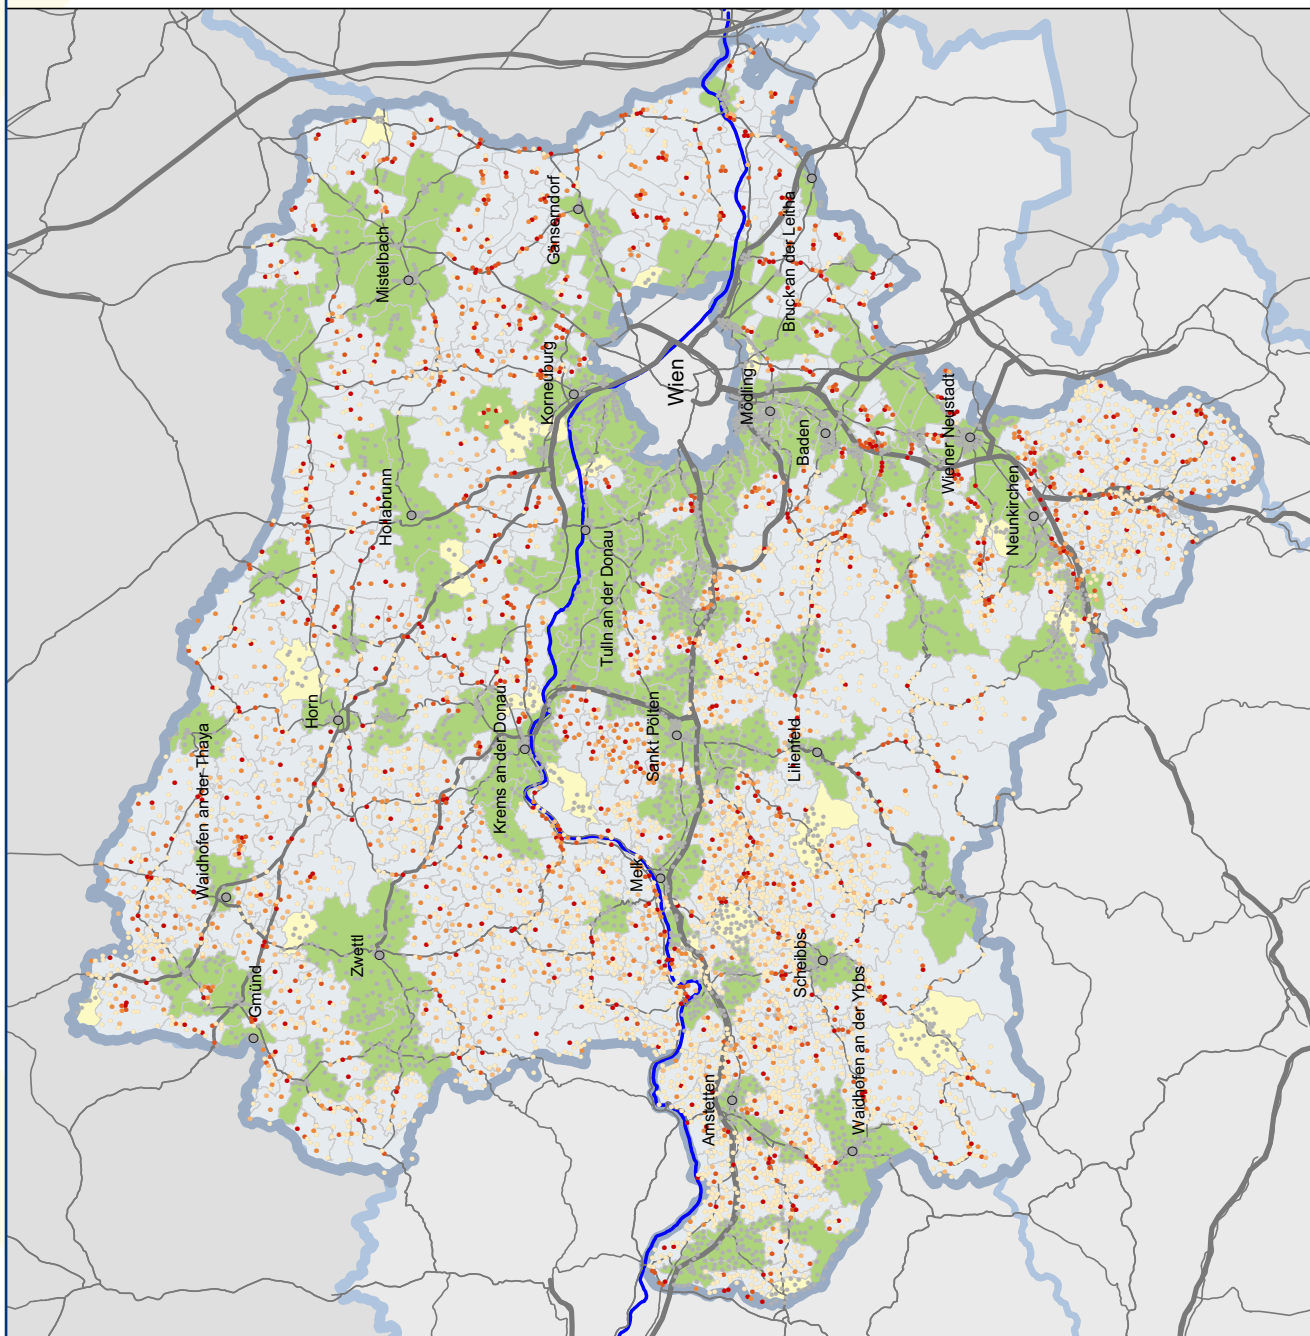 Waidhofen an der Thaya
Gmünd
Horn
Zwettl
Mistelbach
Hollabrunn
Krems an der Donau
Korneuburg
Gänserndorf
Tulln an der Donau
Melk
Sankt Pölten
Wien
Amstetten
Mödling
Bruck an der Leitha
Lilienfeld
Scheibbs
Baden
Waidhofen an der Ybbs
Wiener Neustadt
Neunkirchen